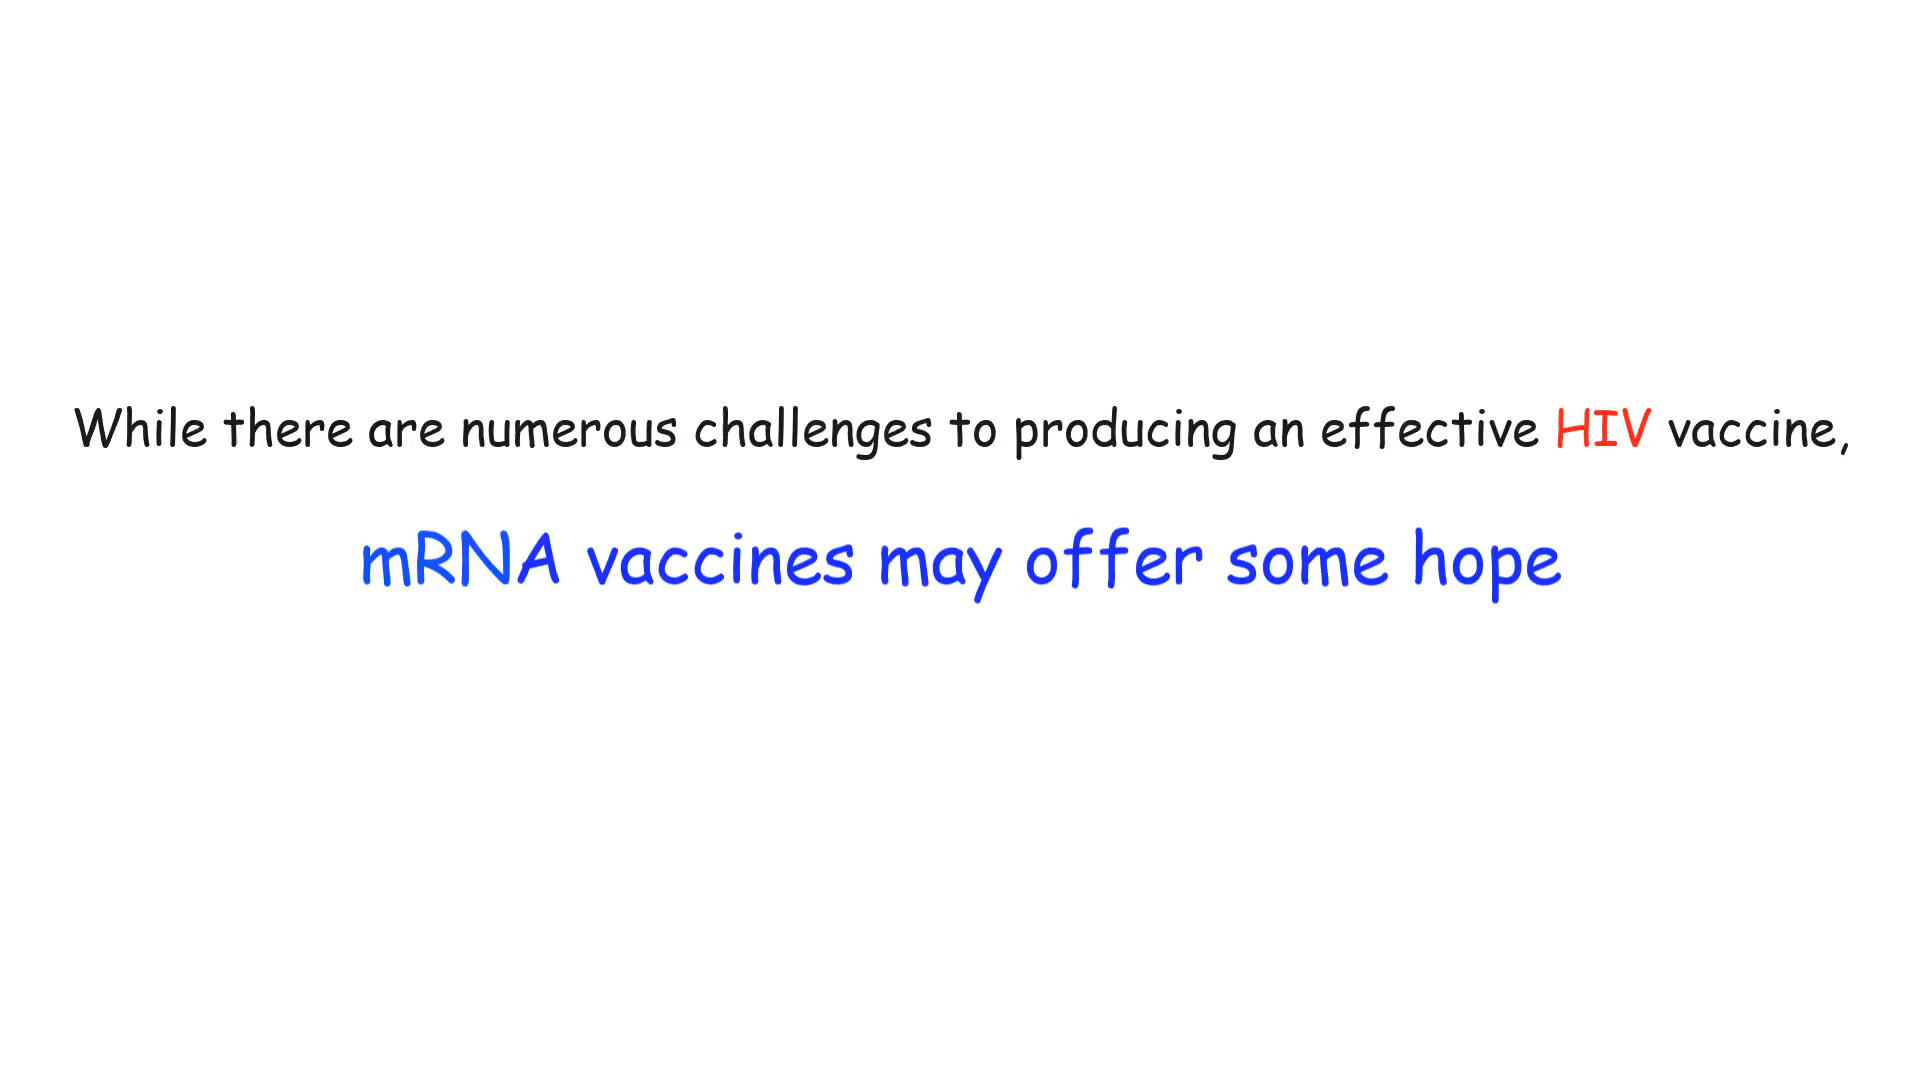 While there are numerous challenges to producing an effective HIV vaccine,
mRNA vaccines may offer some hope